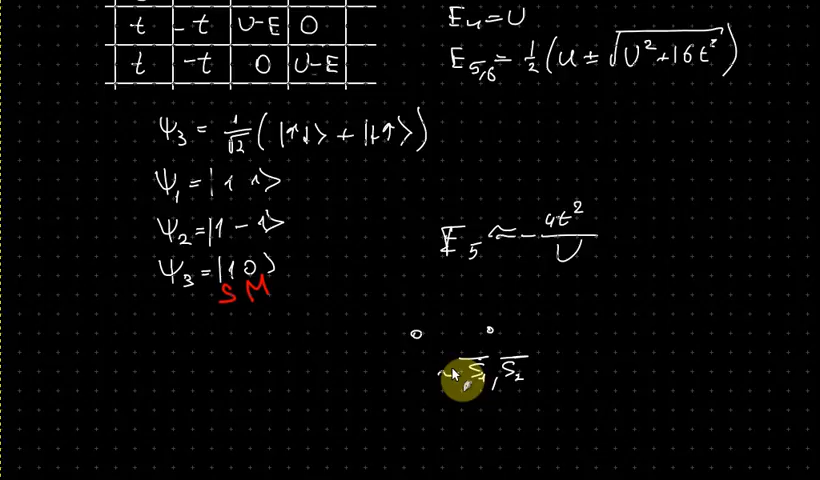 t -t U-E 0
t -t 0 U-E
E₄ = U
E₅,₆ = 1/2 (U ± √U² + 16t²)
Ψ₃ = 1/√2 (|↑↓⟩ + |↓↑⟩)
Ψ₁ = |1 1⟩
Ψ₂ = |1 -1⟩
Ψ₃ = |1 0⟩
S M
E₅ ≈ - 4t²/U
~ S₁, S₂